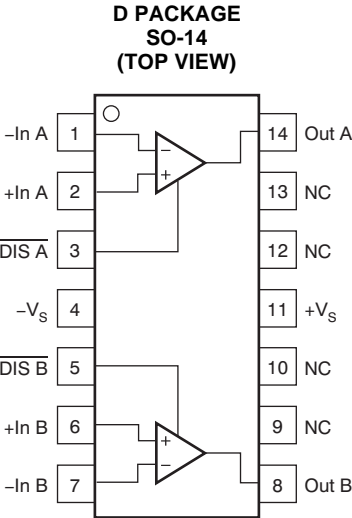 D PACKAGE
SO-14
(TOP VIEW)
−In A 1 − 14 Out A
+In A 2 + 13 NC
DIS A 3 12 NC
−VS 4 11 +VS
DIS B 5 10 NC
+In B 6 + 9 NC
−In B 7 − 8 Out B